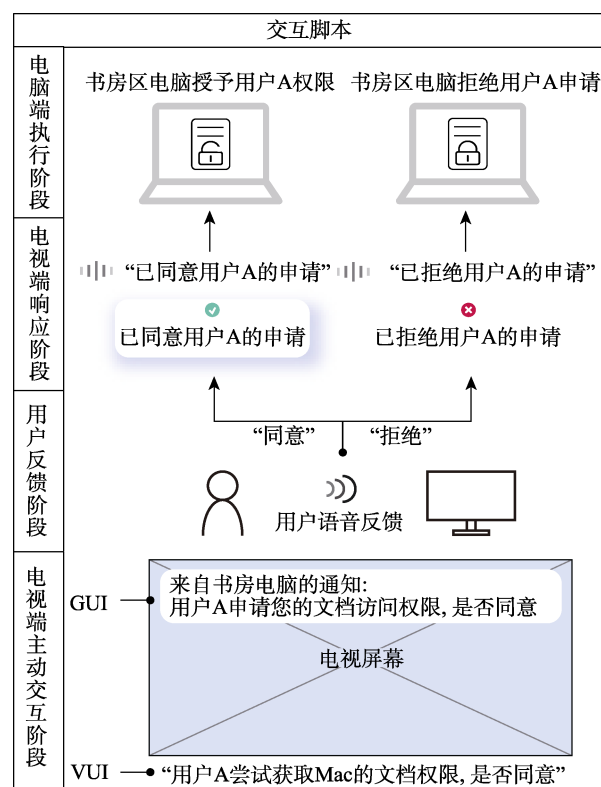 交互脚本
电脑端执行阶段
书房区电脑授予用户A权限
书房区电脑拒绝用户A申请
电视端响应阶段
“已同意用户A的申请”
“已拒绝用户A的申请”
已同意用户A的申请
已拒绝用户A的申请
用户反馈阶段
“同意”
“拒绝”
用户语音反馈
电视端主动交互阶段
GUI
来自书房电脑的通知:
用户A申请您的文档访问权限, 是否同意
电视屏幕
VUI
“用户A尝试获取Mac的文档权限, 是否同意”